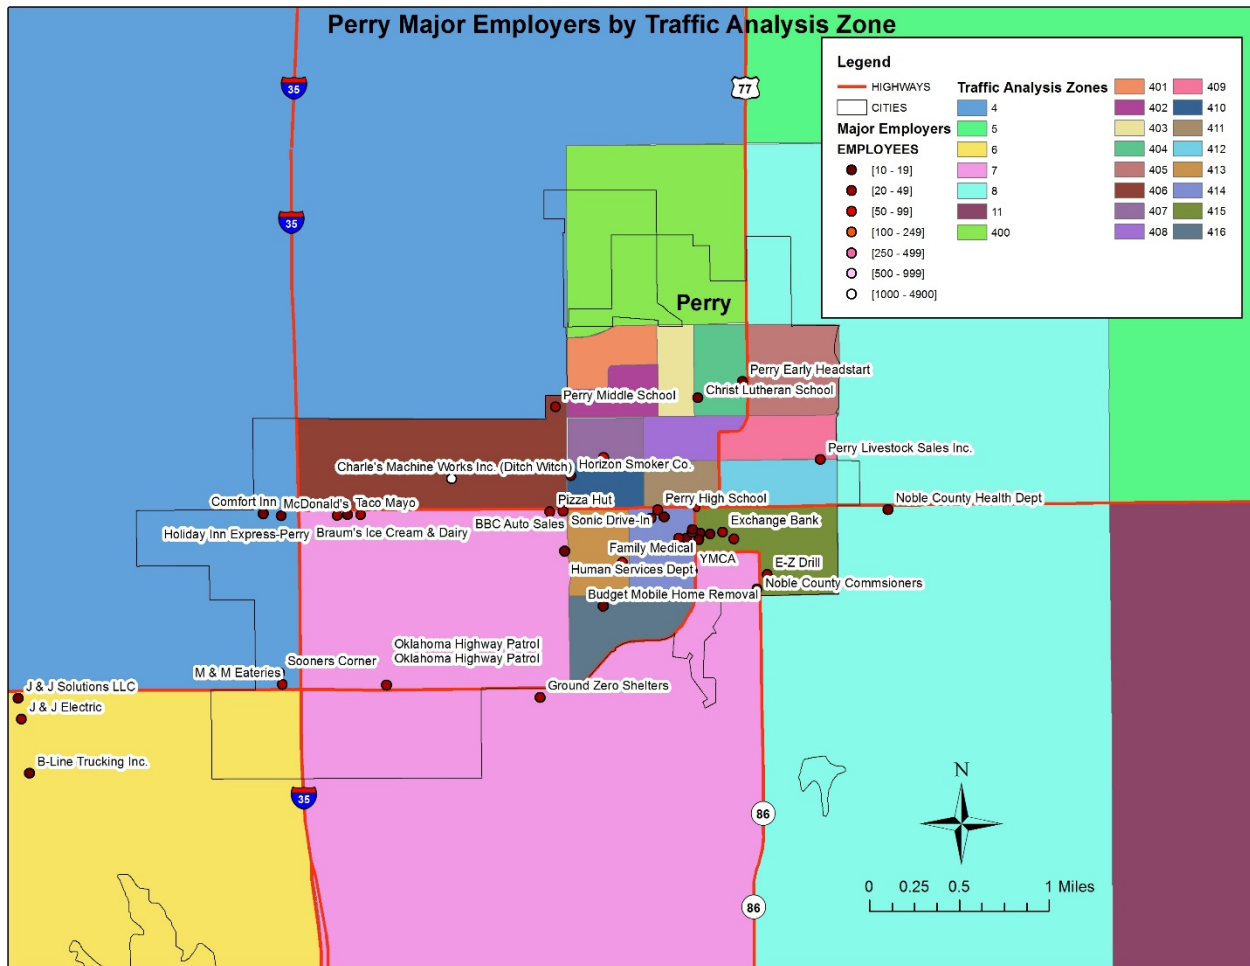 Perry Major Employers by Traffic Analysis Zone
Legend
HIGHWAYS
CITIES
Major Employers
EMPLOYEES
[10 - 19]
[20 - 49]
[50 - 99]
[100 - 249]
[250 - 499]
[500 - 999]
[1000 - 4900]
Traffic Analysis Zones
4
5
6
7
8
11
400
401
402
403
404
405
406
407
408
409
410
411
412
413
414
415
416
35
77
35
Perry
Perry Early Headstart
Christ Lutheran School
Perry Middle School
Perry Livestock Sales Inc.
Charle's Machine Works Inc. (Ditch Witch)
Horizon Smoker Co.
Comfort Inn
McDonald's
Taco Mayo
Pizza Hut
Perry High School
Noble County Health Dept
BBC Auto Sales
Sonic Drive-In
Exchange Bank
Holiday Inn Express-Perry
Braum's Ice Cream & Dairy
Family Medical
YMCA
Human Services Dept
E-Z Drill
Noble County Commsioners
Budget Mobile Home Removal
Oklahoma Highway Patrol
Oklahoma Highway Patrol
Sooners Corner
M & M Eateries
J & J Solutions LLC
Ground Zero Shelters
J & J Electric
B-Line Trucking Inc.
35
86
86
N
0 0.25 0.5 1 Miles